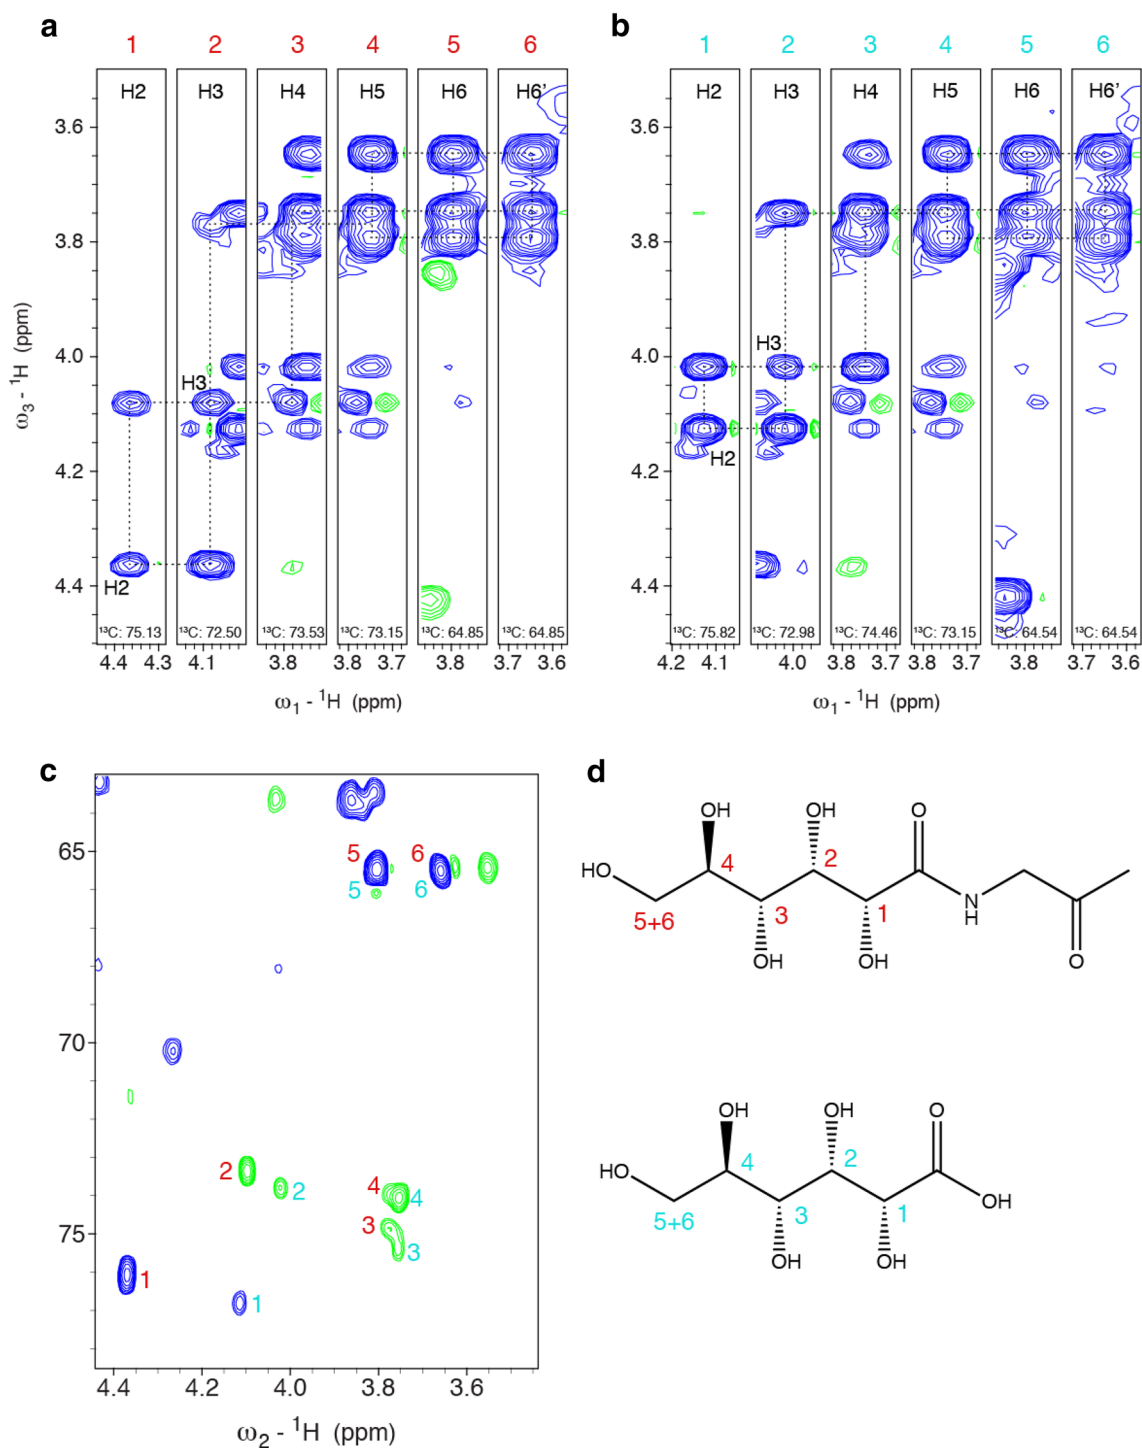 a
b
1 2 3 4 5 6
1 2 3 4 5 6
H2 H3 H4 H5 H6 H6'
H2 H3 H4 H5 H6 H6'
3.6
3.8
4.0
4.2
4.4
ω3 - 1H (ppm)
H3
H2
H3
H2
3.6
3.8
4.0
4.2
4.4
13C: 75.13 13C: 72.50 13C: 73.53 13C: 73.15 13C: 64.85 13C: 64.85
13C: 75.82 13C: 72.98 13C: 74.46 13C: 73.15 13C: 64.54 13C: 64.54
4.4 4.3 4.1 3.8 3.8 3.7 3.8 3.6
4.2 4.1 4.0 3.8 3.7 3.8 3.7 3.8 3.7 3.6
ω1 - 1H (ppm)
ω1 - 1H (ppm)
c
65
70
75
5 6
5 6
2
2
4 4
3
3
1
1
4.4 4.2 4.0 3.8 3.6
ω2 - 1H (ppm)
d
OH OH O
HO 4 2
N
H
5+6 3 1
OH OH O
OH OH O
HO 4 2
OH
5+6 3 1
OH OH